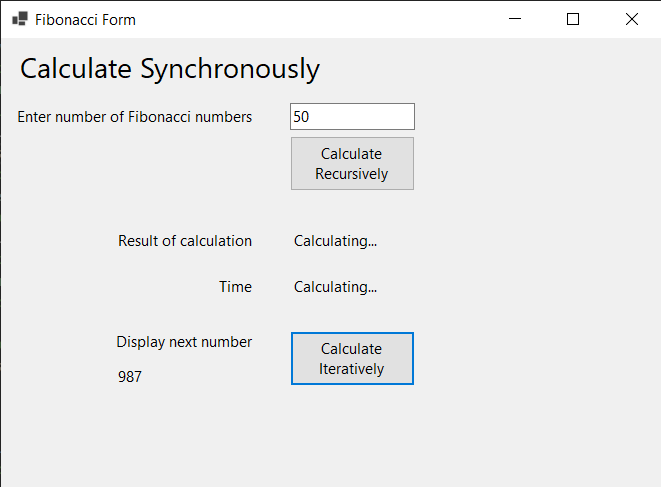 Fibonacci Form
Calculate Synchronously
Enter number of Fibonacci numbers
50
Calculate
Recursively
Result of calculation
Calculating...
Time
Calculating...
Display next number
Calculate
Iteratively
987